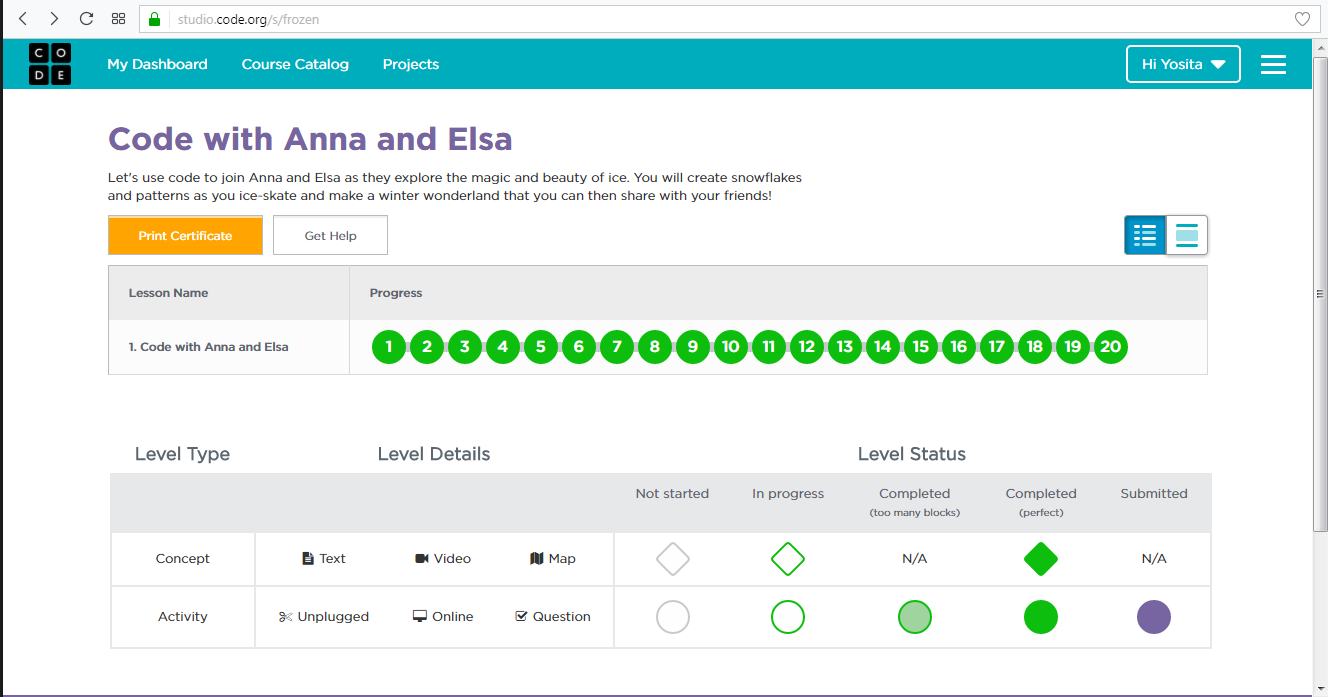 studio.code.org/s/frozen
C O
D E
My Dashboard
Course Catalog
Projects
Hi Yosita
Code with Anna and Elsa
Let's use code to join Anna and Elsa as they explore the magic and beauty of ice. You will create snowflakes
and patterns as you ice-skate and make a winter wonderland that you can then share with your friends!
Print Certificate
Get Help
Lesson Name
Progress
1. Code with Anna and Elsa
1 2 3 4 5 6 7 8 9 10 11 12 13 14 15 16 17 18 19 20
Level Type
Level Details
Level Status
Not started
In progress
Completed
(too many blocks)
Completed
(perfect)
Submitted
Concept
Text
Video
Map
N/A
N/A
Activity
Unplugged
Online
Question